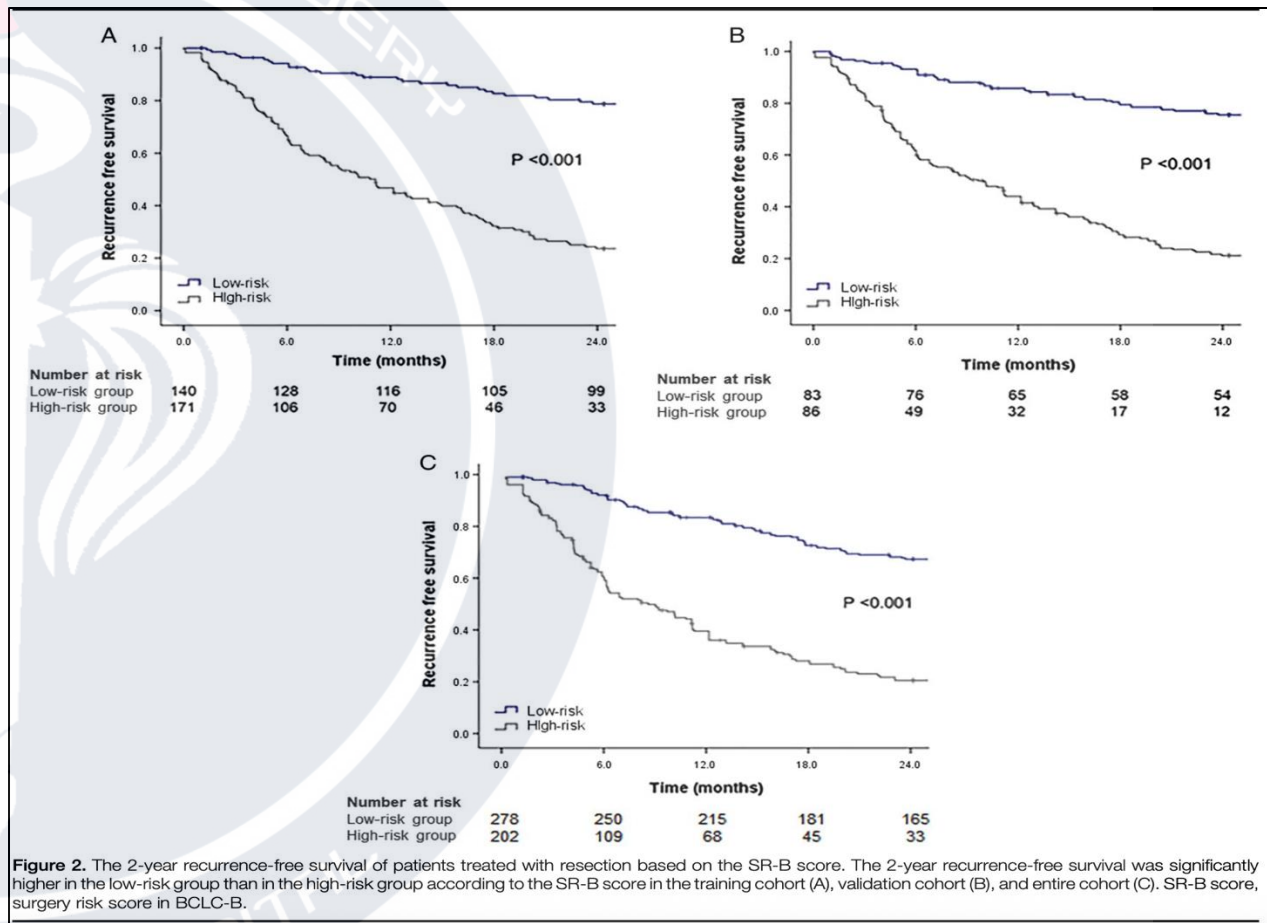 A
1.0
0.8
0.6
0.4
0.2
0.0
Recurrence free survival
P <0.001
Low-risk
HIgh-risk
0.0 6.0 12.0 18.0 24.0
Time (months)
Number at risk
Low-risk group 140 128 116 105 99
High-risk group 171 106 70 46 33
B
1.0
0.8
0.6
0.4
0.2
0.0
Recurrence free survival
P <0.001
Low-risk
HIgh-risk
0.0 6.0 12.0 18.0 24.0
Time (months)
Number at risk
Low-risk group 83 76 65 58 54
High-risk group 86 49 32 17 12
C
1.0
0.8
0.6
0.4
0.2
0.0
Recurrence free survival
P <0.001
Low-risk
HIgh-risk
0.0 6.0 12.0 18.0 24.0
Time (months)
Number at risk
Low-risk group 278 250 215 181 165
High-risk group 202 109 68 45 33
Figure 2. The 2-year recurrence-free survival of patients treated with resection based on the SR-B score. The 2-year recurrence-free survival was significantly
higher in the low-risk group than in the high-risk group according to the SR-B score in the training cohort (A), validation cohort (B), and entire cohort (C). SR-B score,
surgery risk score in BCLC-B.